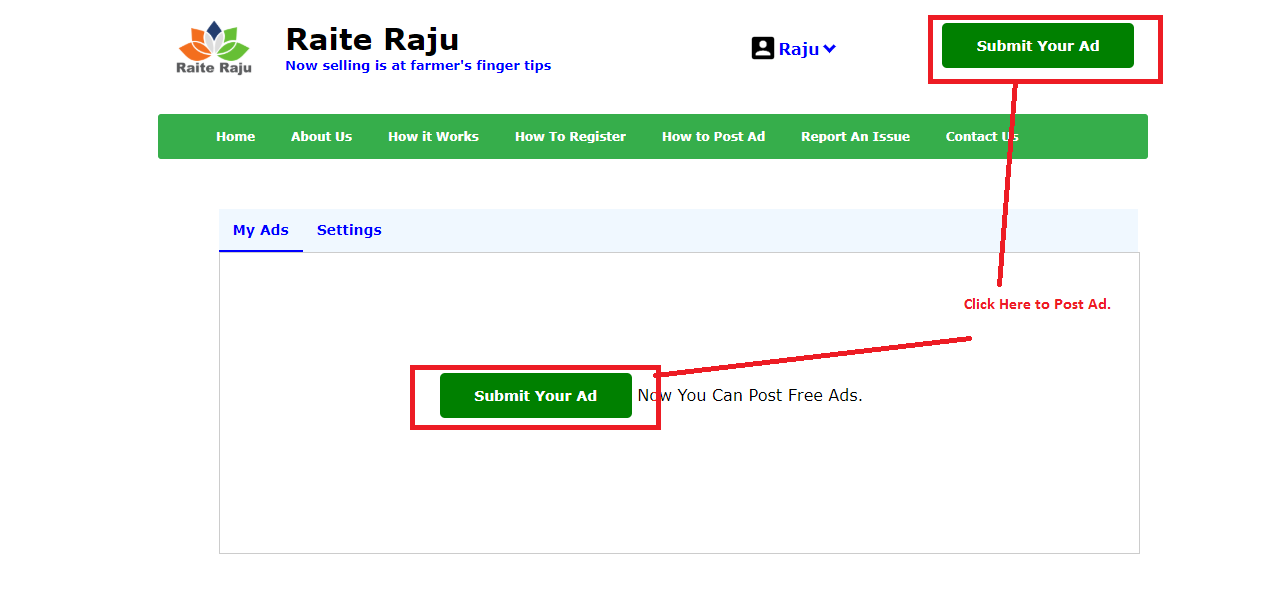 Raite Raju
Raite Raju
Now selling is at farmer's finger tips
Raju
Submit Your Ad
Home About Us How it Works How To Register How to Post Ad Report An Issue Contact Us
My Ads Settings
Click Here to Post Ad.
Submit Your Ad Now You Can Post Free Ads.